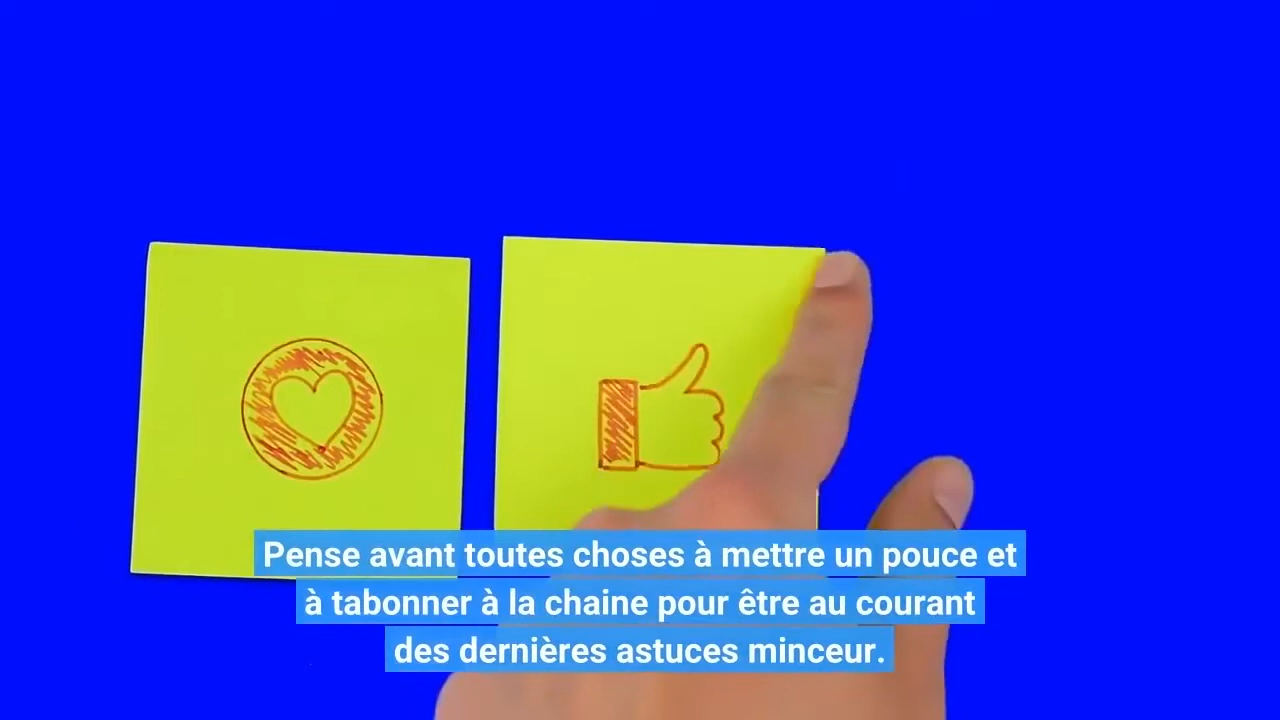 Pense avant toutes choses à mettre un pouce et
à tabonner à la chaine pour être au courant
des dernières astuces minceur.